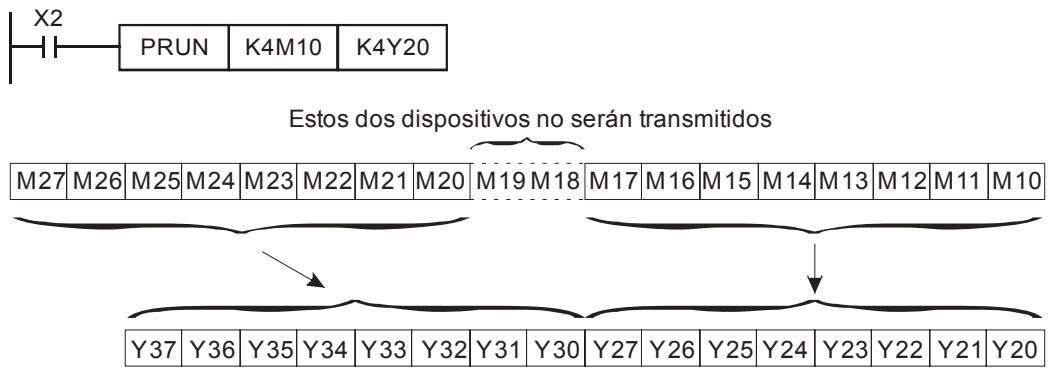 X2
PRUN K4M10 K4Y20
Estos dos dispositivos no serán transmitidos
M27 M26 M25 M24 M23 M22 M21 M20 M19 M18 M17 M16 M15 M14 M13 M12 M11 M10
Y37 Y36 Y35 Y34 Y33 Y32 Y31 Y30 Y27 Y26 Y25 Y24 Y23 Y22 Y21 Y20